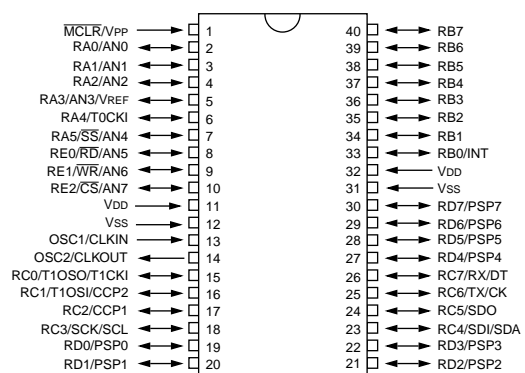 MCLR/VPP 1 40 RB7
RA0/AN0 2 39 RB6
RA1/AN1 3 38 RB5
RA2/AN2 4 37 RB4
RA3/AN3/VREF 5 36 RB3
RA4/T0CKI 6 35 RB2
RA5/SS/AN4 7 34 RB1
RE0/RD/AN5 8 33 RB0/INT
RE1/WR/AN6 9 32 VDD
RE2/CS/AN7 10 31 VSS
VDD 11 30 RD7/PSP7
VSS 12 29 RD6/PSP6
OSC1/CLKIN 13 28 RD5/PSP5
OSC2/CLKOUT 14 27 RD4/PSP4
RC0/T1OSO/T1CKI 15 26 RC7/RX/DT
RC1/T1OSI/CCP2 16 25 RC6/TX/CK
RC2/CCP1 17 24 RC5/SDO
RC3/SCK/SCL 18 23 RC4/SDI/SDA
RD0/PSP0 19 22 RD3/PSP3
RD1/PSP1 20 21 RD2/PSP2